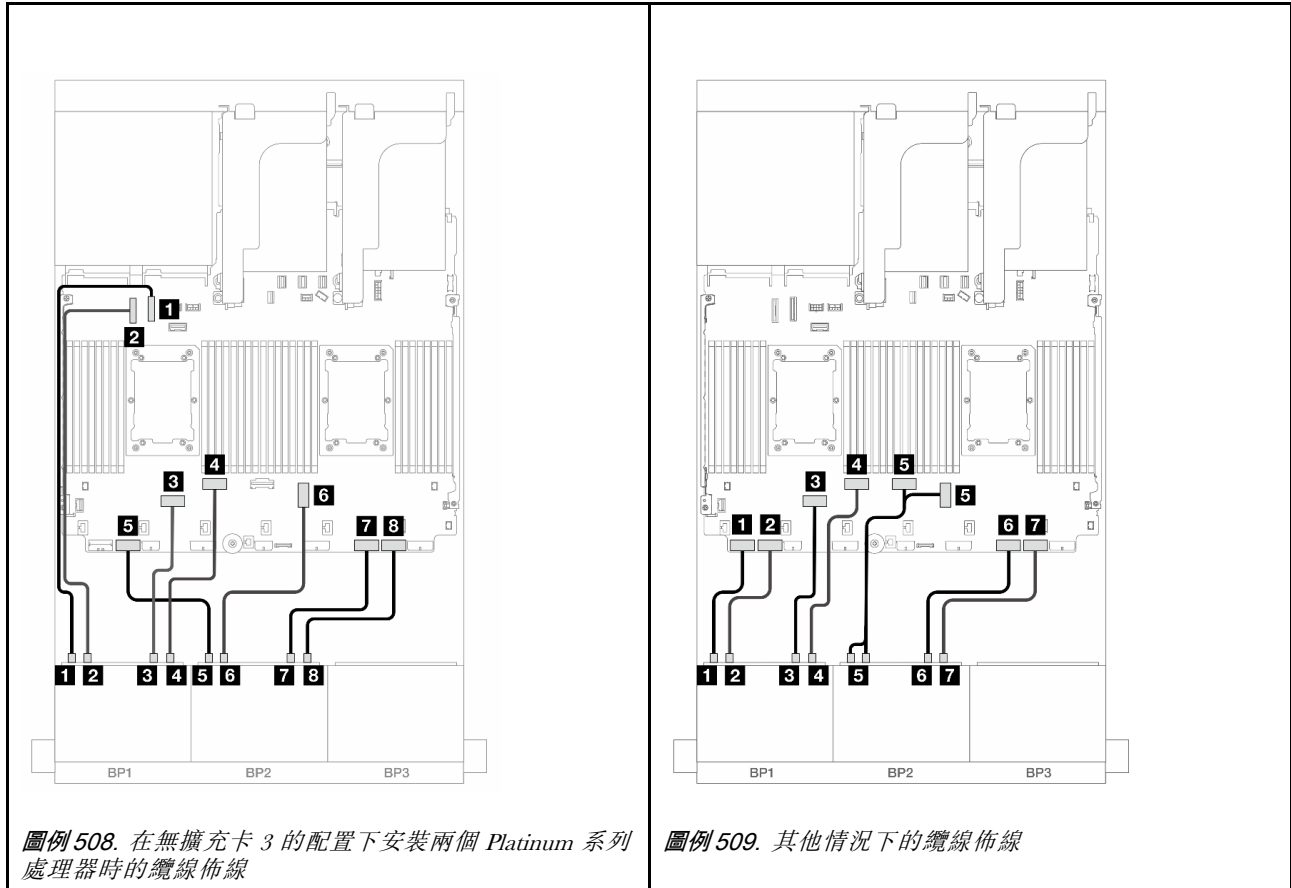 1
2
3
4
5
6
7
8
1 2 3 4 5 6 7 8
BP1 BP2 BP3
圖例 508. 在無擴充卡 3 的配置下安裝兩個 Platinum 系列
處理器時的纜線佈線
4 5
3 5
1 2 6 7
1 2 3 4 5 6 7
BP1 BP2 BP3
圖例 509. 其他情況下的纜線佈線